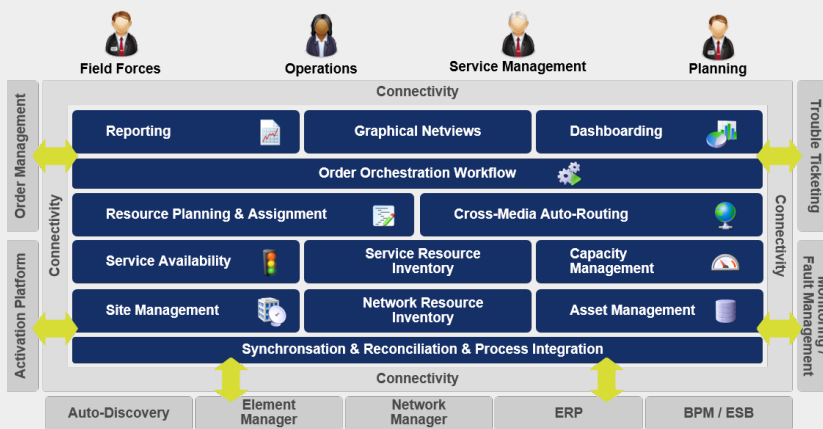 Field Forces
Operations
Service Management
Planning
Connectivity
Order Management
Activation Platform
Connectivity
Reporting
Graphical Netviews
Dashboarding
Order Orchestration Workflow
Resource Planning & Assignment
Cross-Media Auto-Routing
Service Availability
Service Resource
Inventory
Capacity
Management
Site Management
Network Resource
Inventory
Asset Management
Synchronsation & Reconciliation & Process Integration
Connectivity
Trouble Ticketing
Monitoring /
Fault Management
Connectivity
Auto-Discovery
Element
Manager
Network
Manager
ERP
BPM / ESB